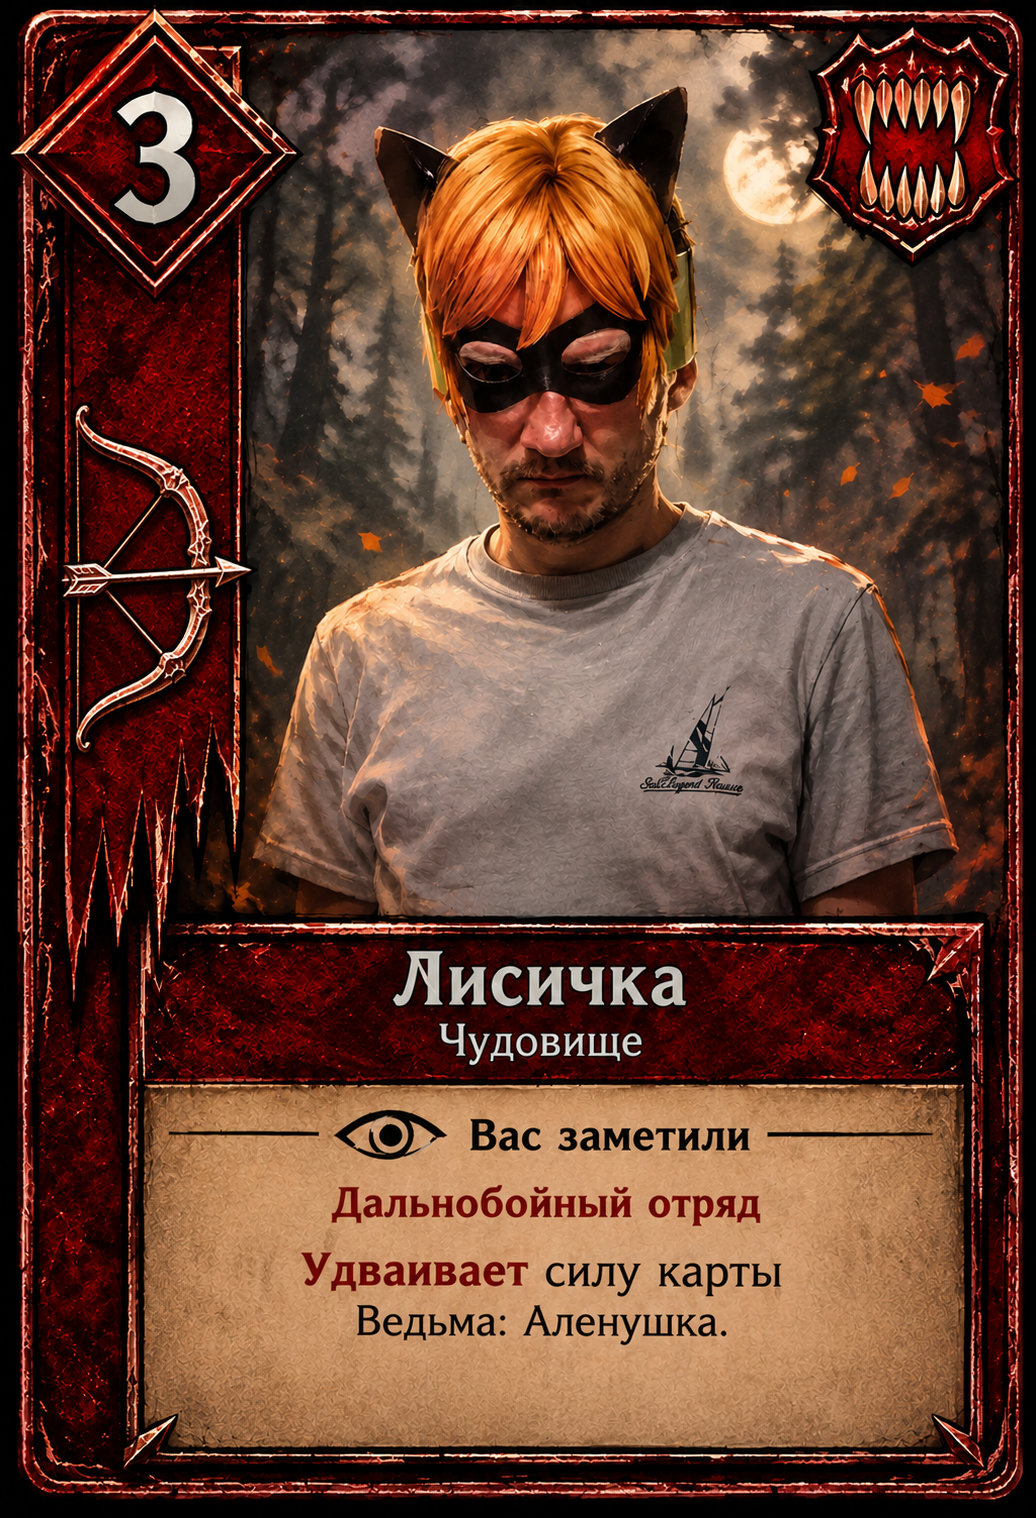 3
Лисичка
Чудовище
Вас заметили
Дальнобойный отряд
Удваивает силу карты
Ведьма: Аленушка.